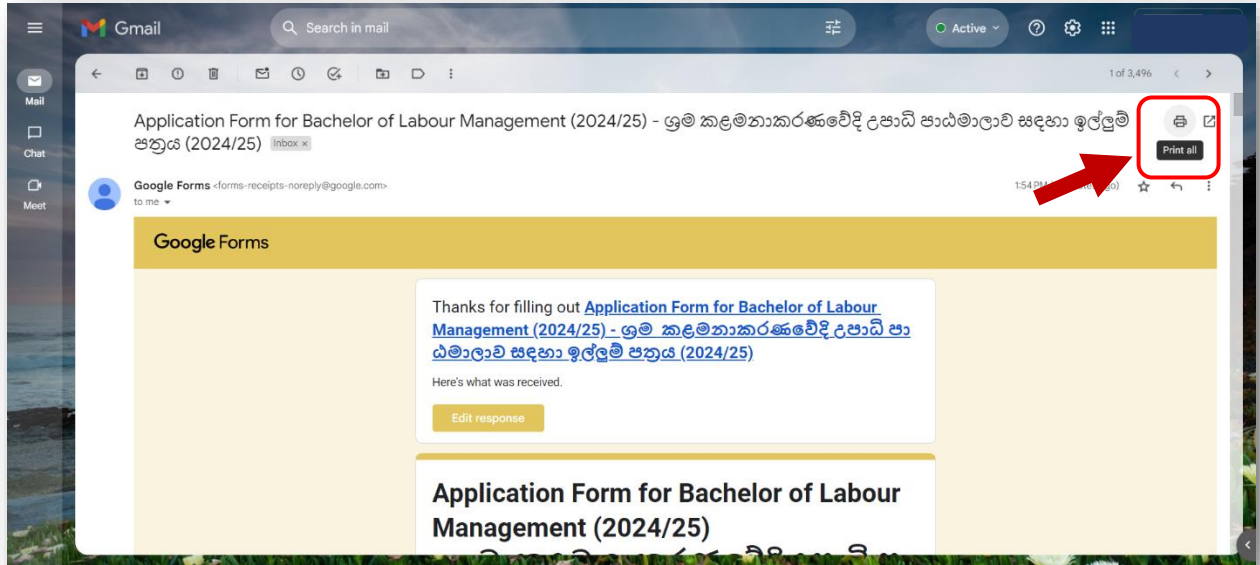 Gmail
Search in mail
Active
Mail
1 of 3,496
Chat
Meet
Application Form for Bachelor of Labour Management (2024/25) - ශ්‍රම කළමනාකරණවේදි උපාධි පාඨමාලාව සඳහා ඉල්ලුම්
පත්‍රය (2024/25) Inbox x
Print all
Google Forms <forms-receipts-noreply@google.com>
1:54 PM
to me
Google Forms
Thanks for filling out Application Form for Bachelor of Labour
Management (2024/25) - ශ්‍රම කළමනාකරණවේදි උපාධි පා
ඨමාලාව සඳහා ඉල්ලුම් පත්‍රය (2024/25)
Here's what was received.
Edit response
Application Form for Bachelor of Labour
Management (2024/25)